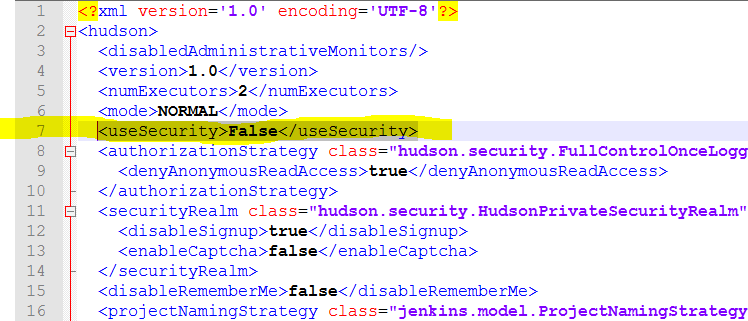 1 <?xml version='1.0' encoding='UTF-8'?>
2 <hudson>
3 <disabledAdministrativeMonitors/>
4 <version>1.0</version>
5 <numExecutors>2</numExecutors>
6 <mode>NORMAL</mode>
7 <useSecurity>False</useSecurity>
8 <authorizationStrategy class="hudson.security.FullControlOnceLogg
9 <denyAnonymousReadAccess>true</denyAnonymousReadAccess>
10 </authorizationStrategy>
11 <securityRealm class="hudson.security.HudsonPrivateSecurityRealm"
12 <disableSignup>true</disableSignup>
13 <enableCaptcha>false</enableCaptcha>
14 </securityRealm>
15 <disableRememberMe>false</disableRememberMe>
16 <projectNamingStrategy class="jenkins.model.ProjectNamingStrategy